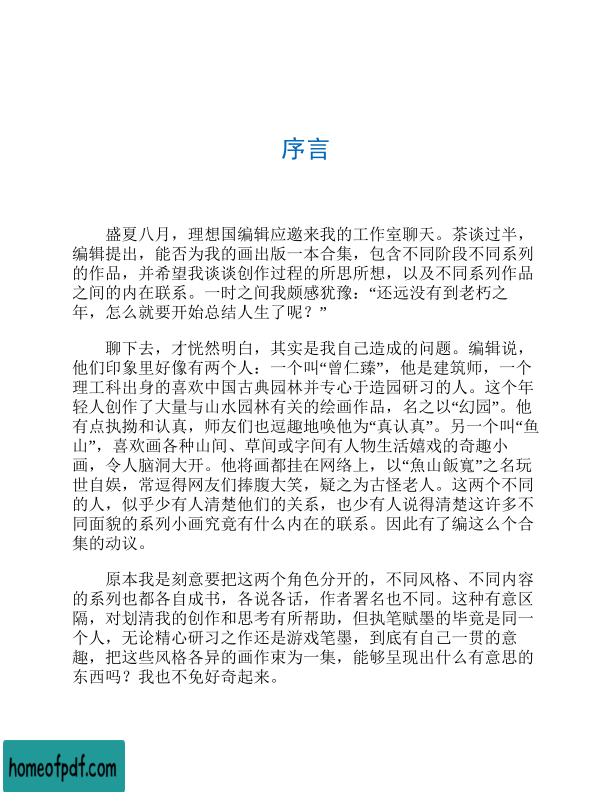 序言
盛夏八月，理想国编辑应邀来我的工作室聊天。茶谈过半，
编辑提出，能否为我的画出版一本合集，包含不同阶段不同系列
的作品，并希望我谈谈创作过程的所思所想，以及不同系列作品
之间的内在联系。一时之间我颇感犹豫：“还远没有到老朽之
年，怎么就要开始总结人生了呢？”
聊下去，才恍然明白，其实是我自己造成的问题。编辑说，
他们印象里好像有两个人：一个叫“曾仁臻”，他是建筑师，一个
理工科出身的喜欢中国古典园林并专心于造园研习的人。这个年
轻人创作了大量与山水园林有关的绘画作品，名之以“幻园”。他
有点执拗和认真，师友们也逗趣地唤他为“真认真”。另一个叫“鱼
山”，喜欢画各种山间、草间或字间有人物生活嬉戏的奇趣小
画，令人脑洞大开。他将画都挂在网络上，以“魚山飯寬”之名玩
世自娱，常逗得网友们捧腹大笑，疑之为古怪老人。这两个不同
的人，似乎少有人清楚他们的关系，也少有人说得清楚这许多不
同面貌的系列小画究竟有什么内在的联系。因此有了编这么个合
集的动议。
原本我是刻意要把这两个角色分开的，不同风格、不同内容
的系列也都各自成书，各说各话，作者署名也不同。这种有意区
隔，对划清我的创作和思考有所帮助，但执笔赋墨的毕竟是同一
个人，无论精心研习之作还是游戏笔墨，到底有自己一贯的意
趣，把这些风格各异的画作束为一集，能够呈现出什么有意思的
东西吗？我也不免好奇起来。
homeofpdf.com